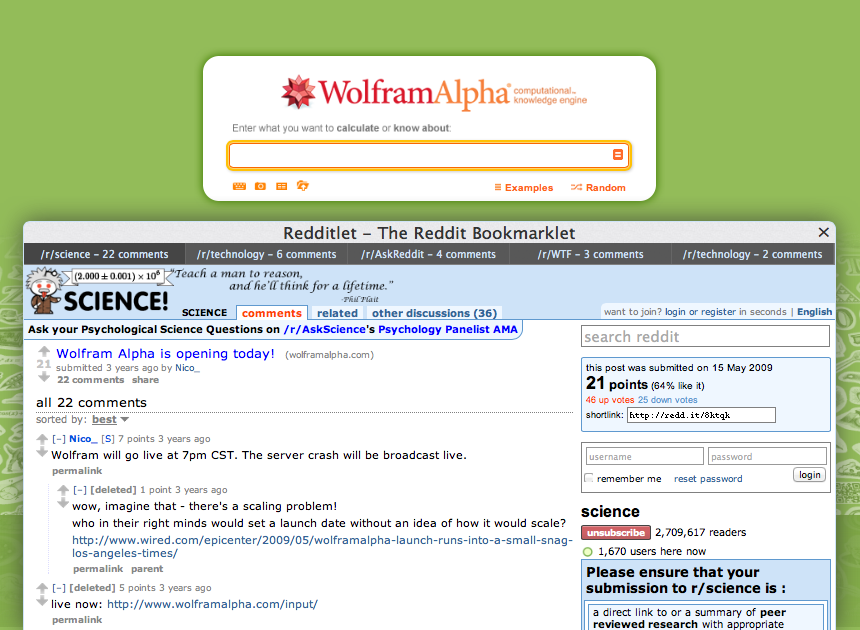 WolframAlpha computational knowledge engine
Enter what you want to calculate or know about:
Examples Random
Redditlet – The Reddit Bookmarklet
/r/science – 22 comments /r/technology – 6 comments /r/AskReddit – 4 comments /r/WTF – 3 comments /r/technology – 2 comments
(2.000 ± 0.001) × 10⁶ "Teach a man to reason,
and he'll think for a lifetime."
-Phil Plait
SCIENCE!
SCIENCE comments related other discussions (36)
want to join? login or register in seconds | English
Ask your Psychological Science Questions on /r/AskScience's Psychology Panelist AMA
Wolfram Alpha is opening today! (wolframalpha.com)
21
submitted 3 years ago by Nico_
22 comments share
all 22 comments
sorted by: best
[–] Nico_ [S] 7 points 3 years ago
Wolfram will go live at 7pm CST. The server crash will be broadcast live.
permalink
[–] [deleted] 1 point 3 years ago
wow, imagine that - there's a scaling problem!
who in their right minds would set a launch date without an idea of how it would scale?
http://www.wired.com/epicenter/2009/05/wolframalpha-launch-runs-into-a-small-snag-
los-angeles-times/
permalink parent
[–] [deleted] 5 points 3 years ago
live now: http://www.wolframalpha.com/input/
permalink
search reddit
this post was submitted on 15 May 2009
21 points (64% like it)
46 up votes 25 down votes
shortlink: http://redd.it/8ktqk
username password
remember me reset password login
science
unsubscribe 2,709,617 readers
1,670 users here now
Please ensure that your
submission to r/science is :
a direct link to or a summary of peer
reviewed research with appropriate